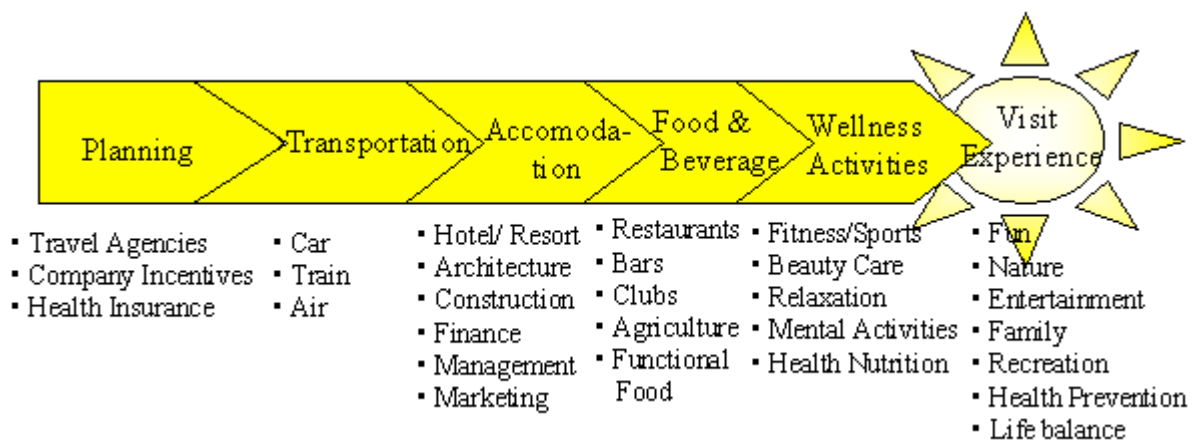 Planning
Transportation
Accomoda-
tion
Food &
Beverage
Wellness
Activities
Visit
Experience
▪ Travel Agencies
▪ Company Incentives
▪ Health Insurance
▪ Car
▪ Train
▪ Air
▪ Hotel/ Resort
▪ Architecture
▪ Construction
▪ Finance
▪ Management
▪ Marketing
▪ Restaurants
▪ Bars
▪ Clubs
▪ Agriculture
▪ Functional
Food
▪ Fitness/Sports
▪ Beauty Care
▪ Relaxation
▪ Mental Activities
▪ Health Nutrition
▪ Fun
▪ Nature
▪ Entertainment
▪ Family
▪ Recreation
▪ Health Prevention
▪ Life balance